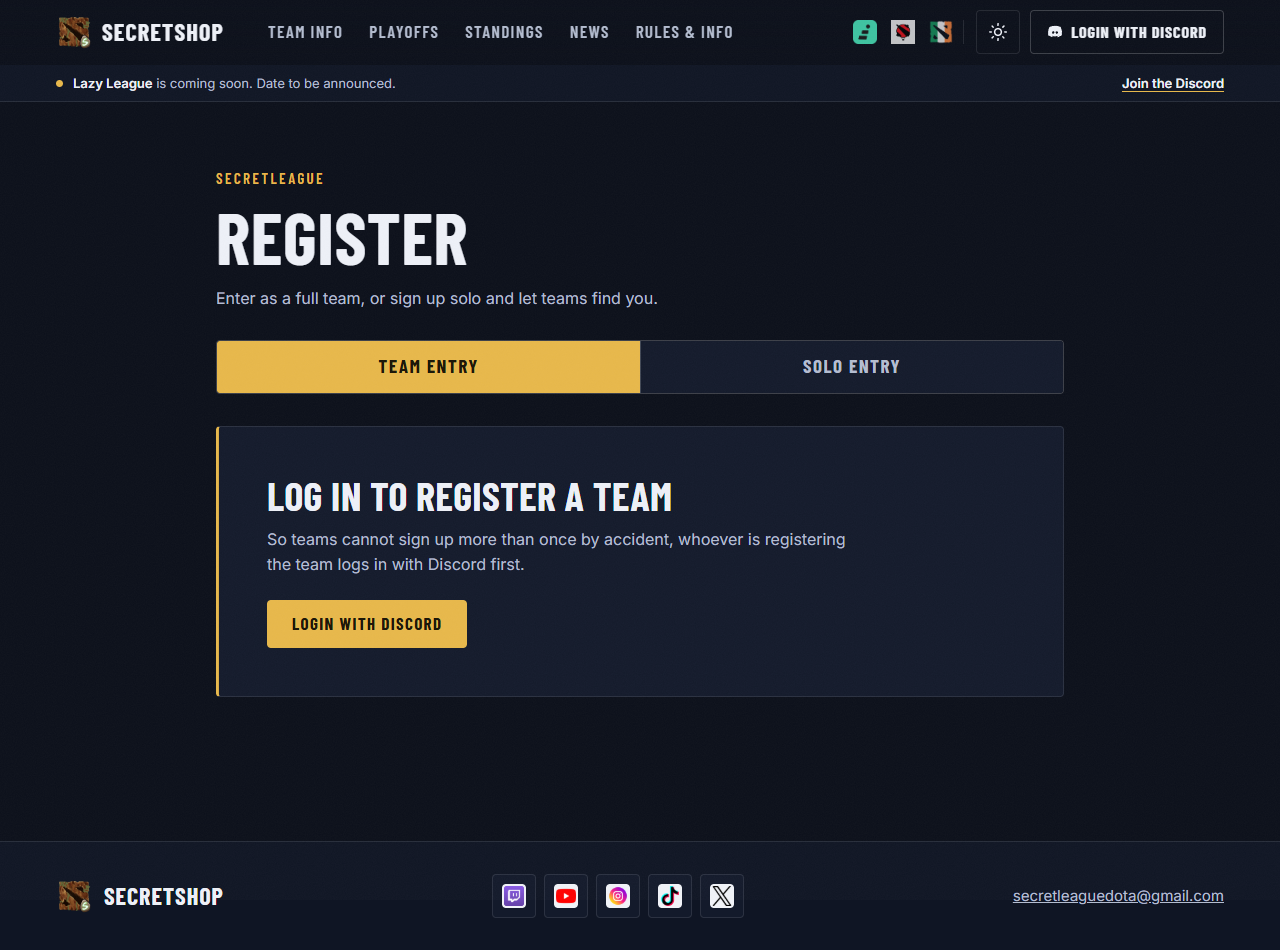 SECRETSHOP
TEAM INFO
PLAYOFFS
STANDINGS
NEWS
RULES & INFO
LOGIN WITH DISCORD
Lazy League is coming soon. Date to be announced.
Join the Discord
SECRETLEAGUE
REGISTER
Enter as a full team, or sign up solo and let teams find you.
TEAM ENTRY
SOLO ENTRY
LOG IN TO REGISTER A TEAM
So teams cannot sign up more than once by accident, whoever is registering
the team logs in with Discord first.
LOGIN WITH DISCORD
SECRETSHOP
secretleaguedota@gmail.com